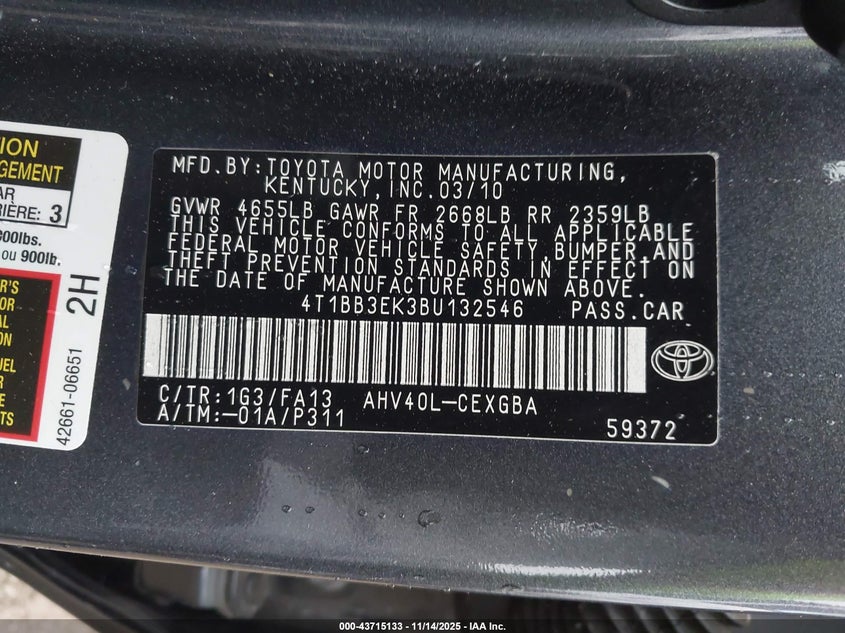 MFD.BY:TOYOTA MOTOR MANUFACTURING,
KENTUCKY, INC.03/10
GVWR 4655LB GAWR FR 2668LB RR 2359LB
THIS VEHICLE CONFORMS TO ALL APPLICABLE
FEDERAL MOTOR VEHICLE SAFETY,BUMPER,AND
THEFT PREVENTION STANDARDS IN EFFECT ON
THE DATE OF MANUFACTURE SHOWN ABOVE.
4T1BB3EK3BU132546 PASS.CAR
C/TR:1G3/FA13 AHV40L-CEXGBA
A/TM:-01A/P311
59372
3
ou 900lb.
2H
42661-06651
000-43715133 - 11/14/2025 - IAA Inc.